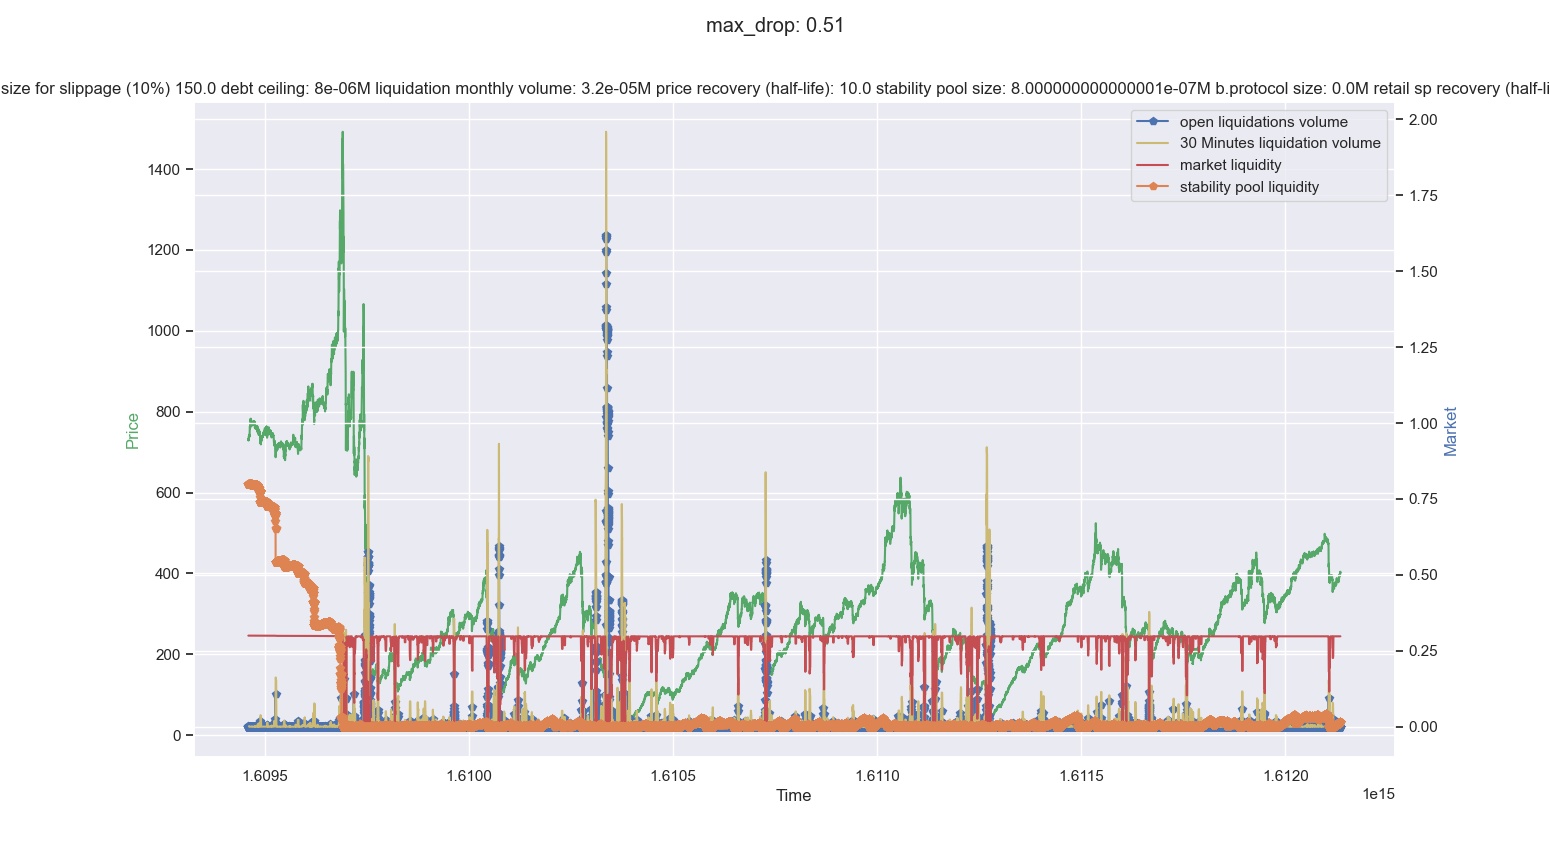 max_drop: 0.51
size for slippage (10%) 150.0 debt ceiling: 8e-06M liquidation monthly volume: 3.2e-05M price recovery (half-life): 10.0 stability pool size: 8.000000000000001e-07M b.protocol size: 0.0M retail sp recovery (half-li
open liquidations volume
30 Minutes liquidation volume
market liquidity
stability pool liquidity
Price
1400
1200
1000
800
600
400
200
0
Market
2.00
1.75
1.50
1.25
1.00
0.75
0.50
0.25
0.00
1.6095 1.6100 1.6105 1.6110 1.6115 1.6120
Time
1e15